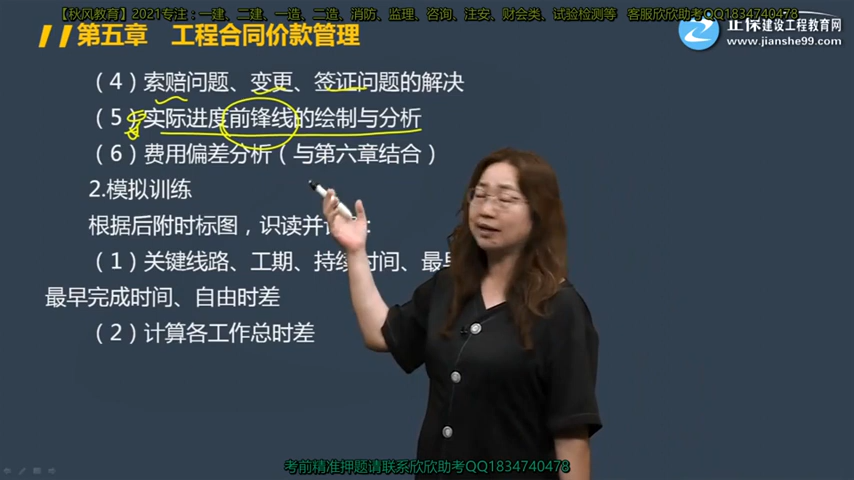 【秋风教育】2021专注：一建、二建、一造、二造、消防、监理、咨询、注安、财会类、试验检测等 客服欣欣助考QQ1834740478
第五章 工程合同价款管理
正保建设工程教育网
www.jianshe99.com
（4）索赔问题、变更、签证问题的解决
（5）实际进度前锋线的绘制与分析
（6）费用偏差分析（与第六章结合）
2.模拟训练
根据后附时标图，识读并
（1）关键线路、工期、持续时间、最早
最早完成时间、自由时差
（2）计算各工作总时差
考前精准押题请联系欣欣助考QQ1834740478